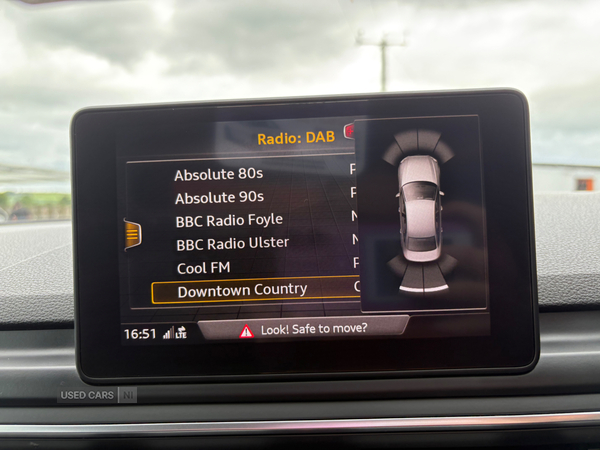 Radio: DAB
Absolute 80s P
Absolute 90s P
BBC Radio Foyle N
BBC Radio Ulster N
Cool FM P
Downtown Country
16:51 LTE Look! Safe to move?
USED CARS NI